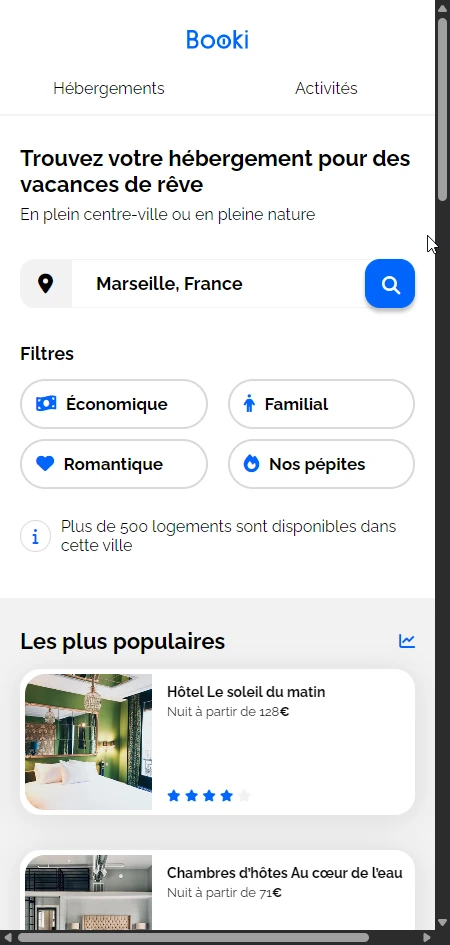 Booki
Hébergements
Activités
Trouvez votre hébergement pour des
vacances de rêve
En plein centre-ville ou en pleine nature
Marseille, France
Filtres
Économique
Familial
Romantique
Nos pépites
Plus de 500 logements sont disponibles dans
cette ville
Les plus populaires
Hôtel Le soleil du matin
Nuit à partir de 128€
Chambres d'hôtes Au cœur de l'eau
Nuit à partir de 71€